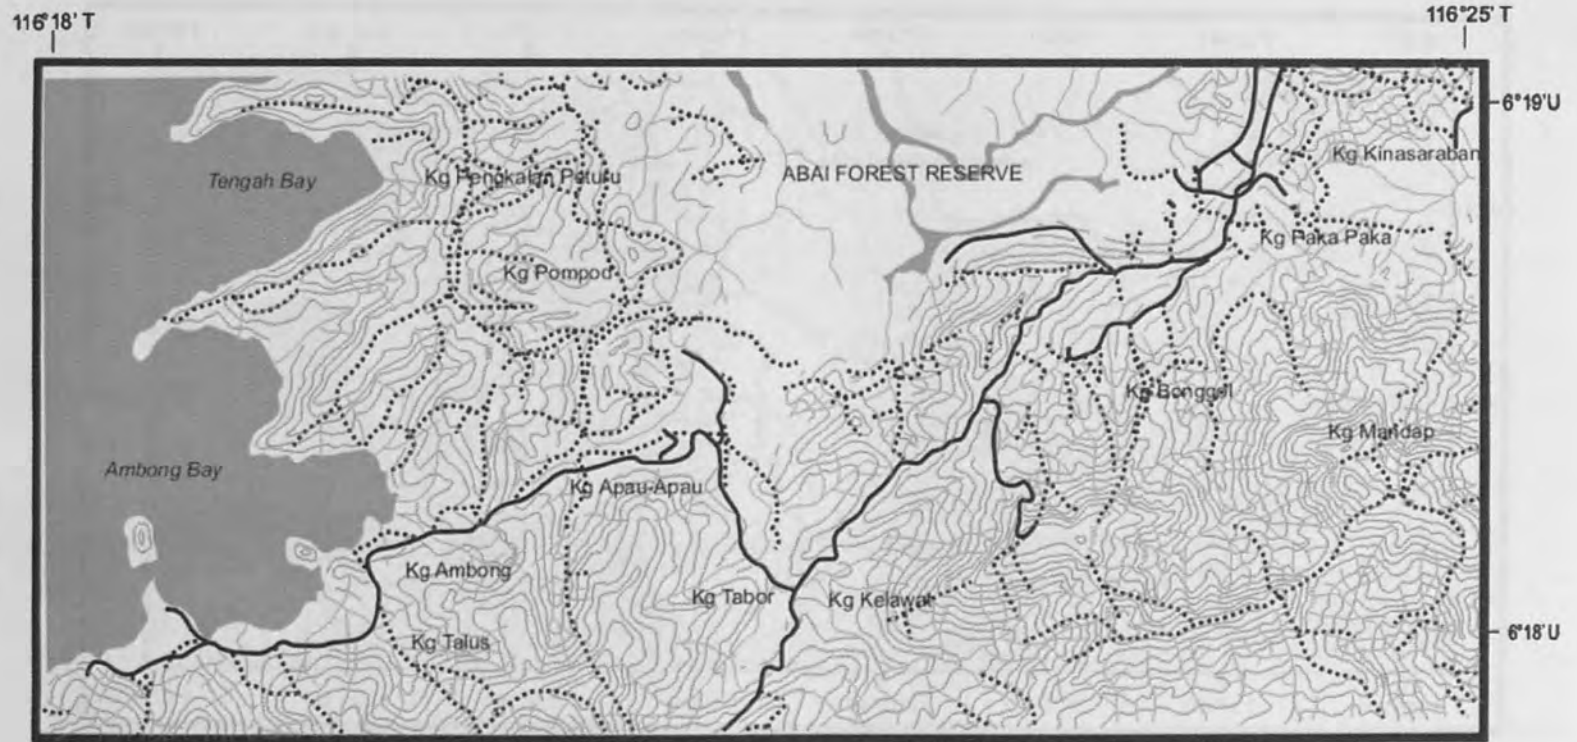 116°18' T
116°25' T
6°19'U
Kg Kinasaraban
Tengah Bay
Kg Pengkalan Peturu
ABAI FOREST RESERVE
Kg Paka Paka
Kg Pompod
Kg Bonggil
Kg Mandap
Ambong Bay
Kg Apau-Apau
Kg Ambong
Kg Tabor
Kg Kelawat
Kg Talus
6°18'U